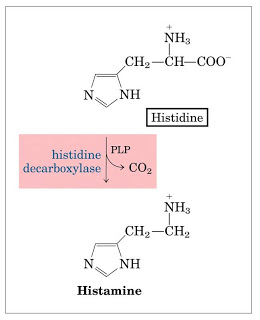 +
NH₃
CH₂—CH—COO⁻
N NH
Histidine
histidine
decarboxylase
PLP
CO₂
+
NH₃
CH₂—CH₂
N NH
Histamine